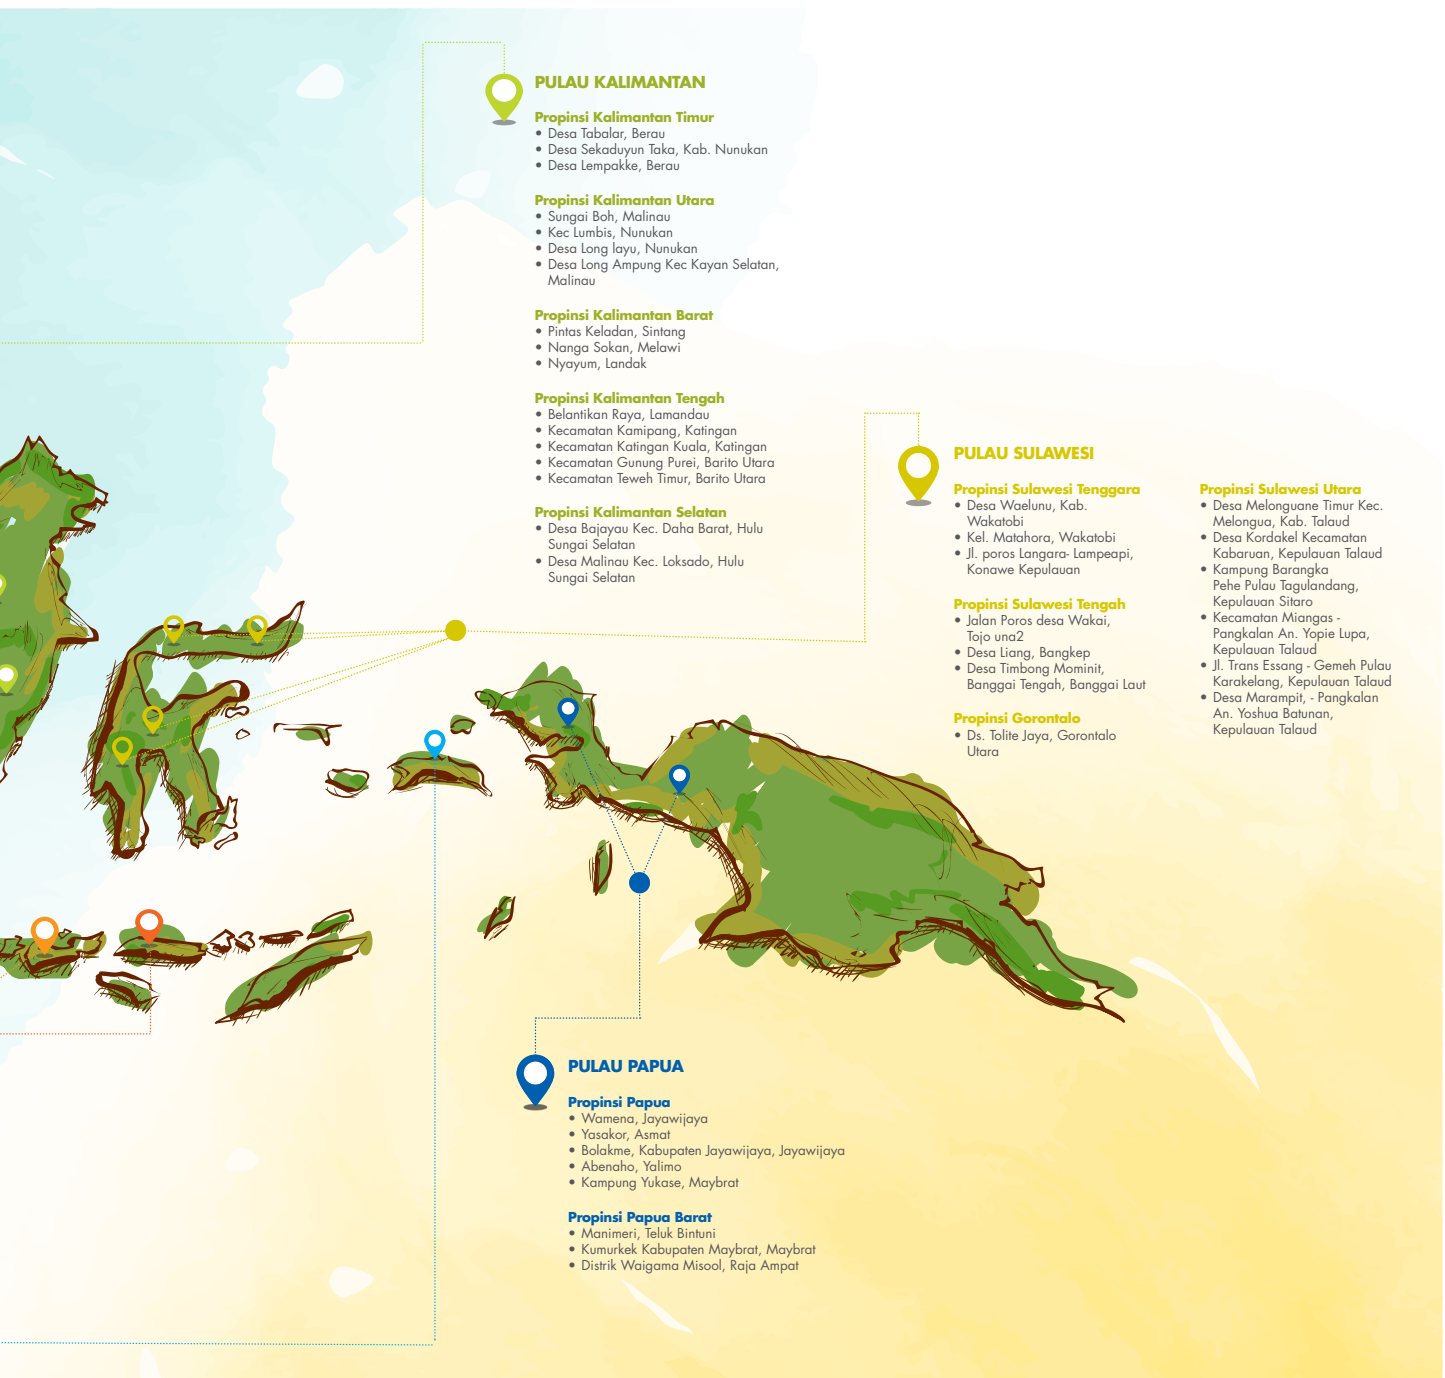 PULAU KALIMANTAN
Propinsi Kalimantan Timur
• Desa Tabalar, Berau
• Desa Sekaduyun Taka, Kab. Nunukan
• Desa Lempakke, Berau
Propinsi Kalimantan Utara
• Sungai Boh, Malinau
• Kec Lumbis, Nunukan
• Desa Long layu, Nunukan
• Desa Long Ampung Kec Kayan Selatan,
Malinau
Propinsi Kalimantan Barat
• Pintas Keladan, Sintang
• Nanga Sokan, Melawi
• Nyayum, Landak
Propinsi Kalimantan Tengah
• Belantikan Raya, Lamandau
• Kecamatan Kamipang, Katingan
• Kecamatan Katingan Kuala, Katingan
• Kecamatan Gunung Purei, Barito Utara
• Kecamatan Teweh Timur, Barito Utara
Propinsi Kalimantan Selatan
• Desa Bajayau Kec. Daha Barat, Hulu
Sungai Selatan
• Desa Malinau Kec. Loksado, Hulu
Sungai Selatan
PULAU SULAWESI
Propinsi Sulawesi Tenggara
• Desa Waelunu, Kab.
Wakatobi
• Kel. Matahora, Wakatobi
• Jl. poros Langara- Lampeapi,
Konawe Kepulauan
Propinsi Sulawesi Tengah
• Jalan Poros desa Wakai,
Tojo una2
• Desa Liang, Bangkep
• Desa Timbong Mominit,
Banggai Tengah, Banggai Laut
Propinsi Gorontalo
• Ds. Tolite Jaya, Gorontalo
Utara
Propinsi Sulawesi Utara
• Desa Melonguane Timur Kec.
Melongua, Kab. Talaud
• Desa Kordakel Kecamatan
Kabaruan, Kepulauan Talaud
• Kampung Barangka
Pehe Pulau Tagulandang,
Kepulauan Sitaro
• Kecamatan Miangas -
Pangkalan An. Yopie Lupa,
Kepulauan Talaud
• Jl. Trans Essang - Gemeh Pulau
Karakelang, Kepulauan Talaud
• Desa Marampit, - Pangkalan
An. Yoshua Batunan,
Kepulauan Talaud
PULAU PAPUA
Propinsi Papua
• Wamena, Jayawijaya
• Yasakor, Asmat
• Bolakme, Kabupaten Jayawijaya, Jayawijaya
• Abenaho, Yalimo
• Kampung Yukase, Maybrat
Propinsi Papua Barat
• Manimeri, Teluk Bintuni
• Kumurkek Kabupaten Maybrat, Maybrat
• Distrik Waigama Misool, Raja Ampat